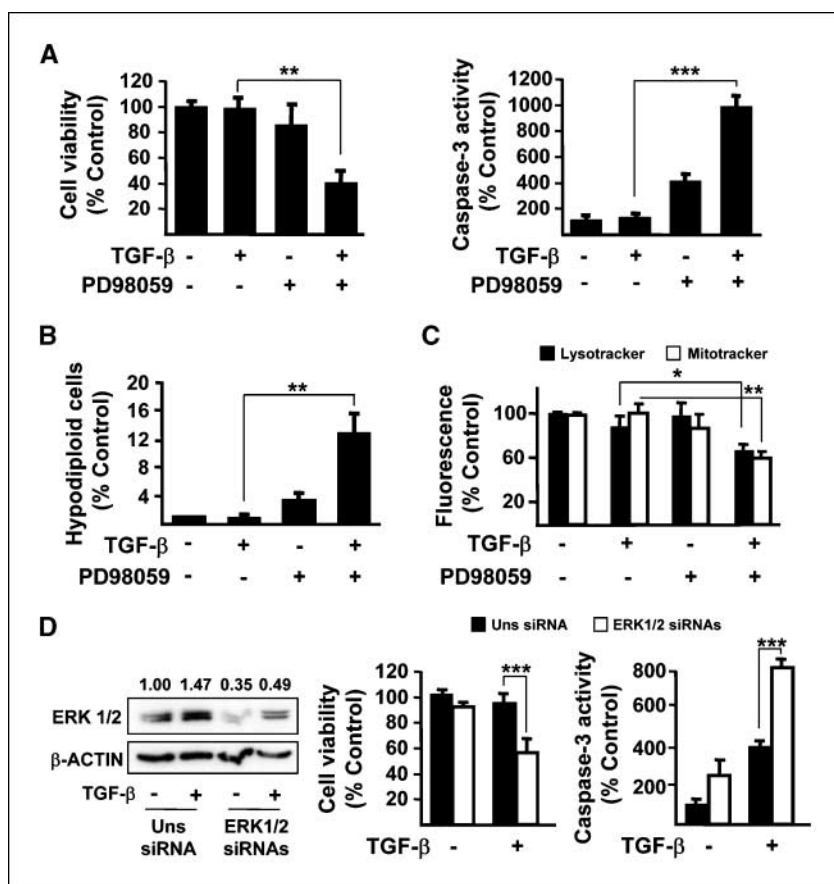 A
Cell viability
(% Control)
120
100
80
60
40
20
**
TGF-β - + - +
PD98059 - - + +
Caspase-3 activity
(% Control)
1200
1000
800
600
400
200
***
TGF-β - + - +
PD98059 - - + +
B
Hypodiploid cells
(% Control)
20
16
12
8
4
**
TGF-β - + - +
PD98059 - - + +
C
Lysotracker Mitotracker
Fluorescence
(% Control)
100
60
20
*
**
TGF-β - + - +
PD98059 - - + +
D
1.00 1.47 0.35 0.49
ERK 1/2
β-ACTIN
TGF-β - + - +
Uns siRNA ERK1/2 siRNAs
Uns siRNA ERK1/2 siRNAs
Cell viability
(% Control)
120
100
80
60
40
20
***
TGF-β - +
Caspase-3 activity
(% Control)
800
600
400
200
***
TGF-β - +